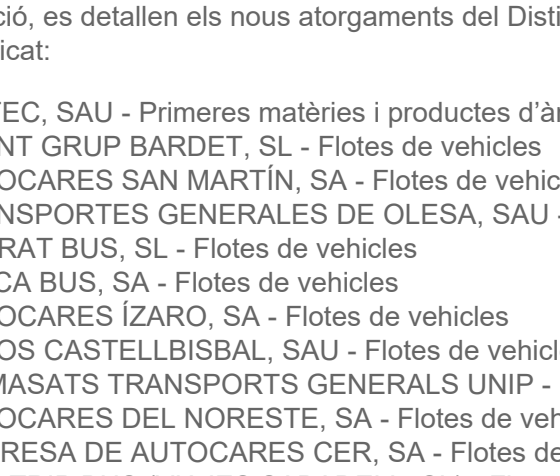 ció, es detallen els nous atorgaments del Disti
icat:
TEC, SAU - Primeres matèries i productes d’àr
NT GRUP BARDET, SL - Flotes de vehicles
OCARES SAN MARTÍN, SA - Flotes de vehic
NSPORTES GENERALES DE OLESA, SAU -
RAT BUS, SL - Flotes de vehicles
CA BUS, SA - Flotes de vehicles
OCARES ÍZARO, SA - Flotes de vehicles
OS CASTELLBISBAL, SAU - Flotes de vehicl
MASATS TRANSPORTS GENERALS UNIP -
OCARES DEL NORESTE, SA - Flotes de veh
RESA DE AUTOCARES CER, SA - Flotes de